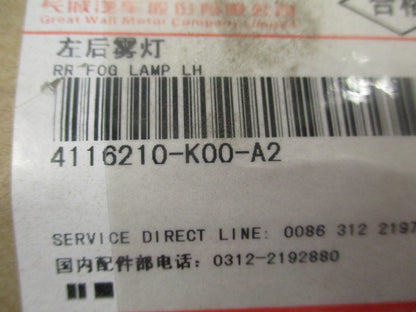 长城汽车股份有限公司
Great Wall Motor Company Limited
合格
左后雾灯
RR FOG LAMP LH
4116210-K00-A2
SERVICE DIRECT LINE: 0086 312 2197
国内配件部电话: 0312-2192880